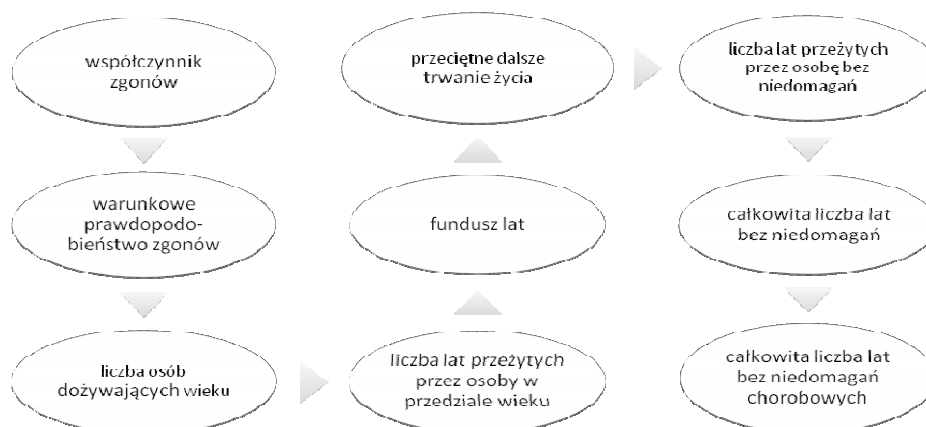 współczynnik
zgonów
warunkowe
prawdopodo-
bieństwo zgonów
liczba osób
dożywających wieku
liczba lat przeżytych
przez osoby w
przedziale wieku
fundusz lat
przeciętne dalsze
trwanie życia
liczba lat przeżytych
przez osobę bez
niedomagań
całkowita liczba lat
bez niedomagań
całkowita liczba lat
bez niedomagań
chorobowych